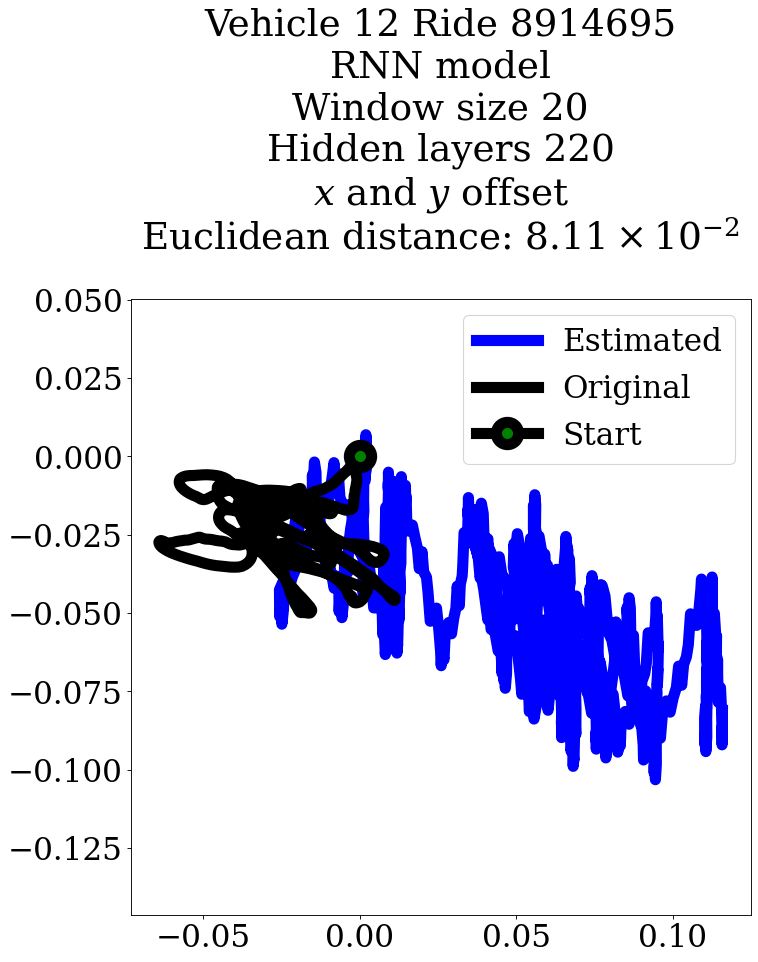 Vehicle 12 Ride 8914695
RNN model
Window size 20
Hidden layers 220
x and y offset
Euclidean distance: 8.11 × 10⁻²
0.050
0.025
0.000
−0.025
−0.050
−0.075
−0.100
−0.125
Estimated
Original
Start
−0.05 0.00 0.05 0.10